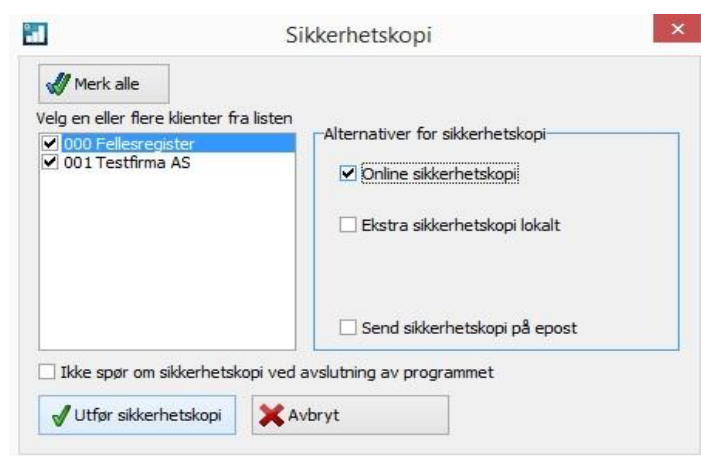 Sikkerhetskopi
Merk alle
Velg en eller flere klienter fra listen
000 Fellesregister
001 Testfirma AS
Alternativer for sikkerhetskopi
Online sikkerhetskopi
Ekstra sikkerhetskopi lokalt
Send sikkerhetskopi på epost
Ikke spør om sikkerhetskopi ved avslutning av programmet
Utfør sikkerhetskopi
Avbryt